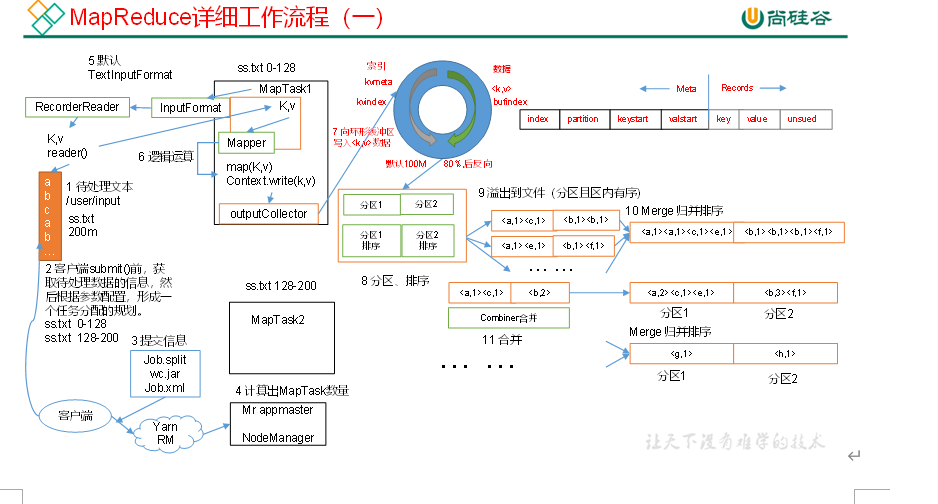 MapReduce详细工作流程（一）
尚硅谷
5 默认
TextInputFormat
ss.txt 0-128
MapTask1
RecorderReader
InputFormat
K,v
K,v
reader()
Mapper
6 逻辑运算
map(K,v)
Context.write(k,v)
outputCollector
a
b
c
a
b
...
1 待处理文本
/user/input
ss.txt
200m
2 客户端submit()前，获
取待处理数据的信息，然
后根据参数配置，形成一
个任务分配的规划。
ss.txt 0-128
ss.txt 128-200
3 提交信息
Job.split
wc.jar
Job.xml
客户端
Yarn
RM
4 计算出MapTask数量
Mr appmaster
NodeManager
ss.txt 128-200
MapTask2
索引
kvmeta
kvindex
数据
<k,v>
bufindex
7 向环形缓冲区
写入<k,v>数据
默认100M
80%,后反向
Meta
Records
index partition keystart valstart key value unsued
分区1 分区2
分区1
排序
分区2
排序
8 分区、排序
9 溢出到文件（分区且区内有序）
<a,1><c,1> <b,1><b,1>
<a,1><e,1> <b,1><f,1>
... ...
10 Merge 归并排序
<a,1><a,1><c,1><e,1> <b,1><b,1><b,1><f,1>
<a,1><c,1> <b,2>
Combiner合并
11 合并
... ...
<a,2><c,1><e,1> <b,3><f,1>
分区1 分区2
Merge 归并排序
<g,1> <h,1>
分区1 分区2
让天下没有难学的技术